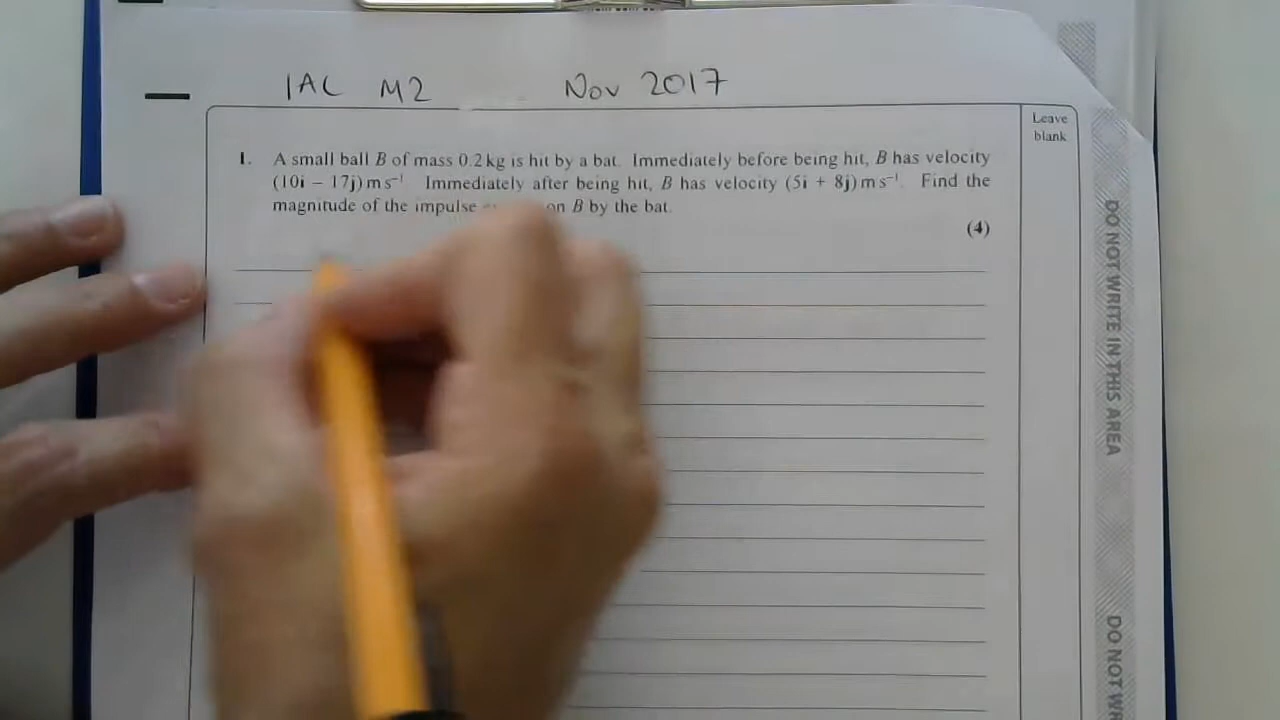 IAL M2 Nov 2017
Leave
blank
1. A small ball B of mass 0.2 kg is hit by a bat. Immediately before being hit, B has velocity
(10i − 17j) m s⁻¹ Immediately after being hit, B has velocity (5i + 8j) m s⁻¹. Find the
magnitude of the impulse on B by the bat.
(4)
DO NOT WRITE IN THIS AREA
DO NOT